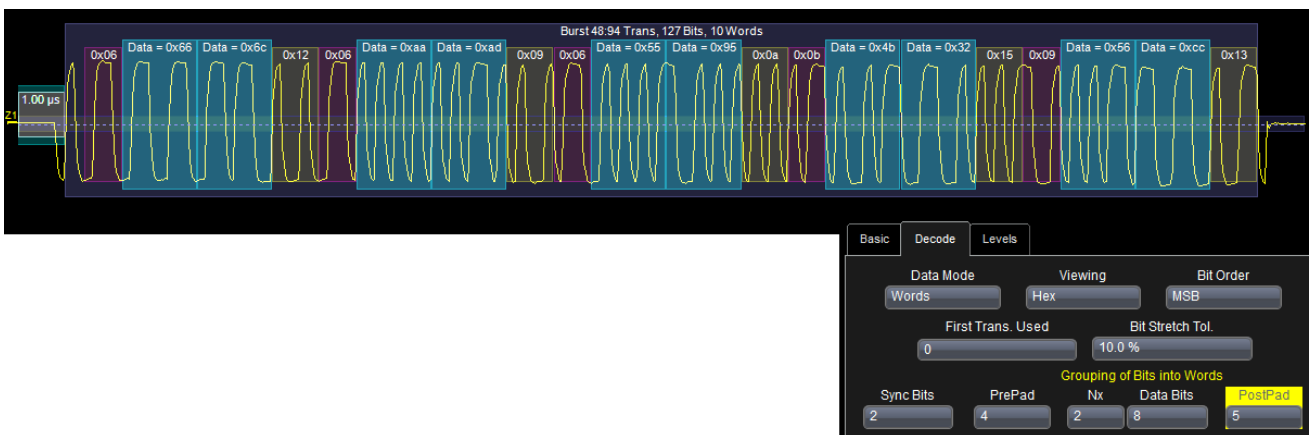 Burst 48:94 Trans, 127 Bits, 10 Words
0x06 Data = 0x66 Data = 0x6c 0x12 0x06 Data = 0xaa Data = 0xad 0x09 0x06 Data = 0x55 Data = 0x95 0x0a 0x0b Data = 0x4b Data = 0x32 0x15 0x09 Data = 0x56 Data = 0xcc 0x13
1.00 µs
Z1
Basic Decode Levels
Data Mode Viewing Bit Order
Words Hex MSB
First Trans. Used Bit Stretch Tol.
0 10.0 %
Grouping of Bits into Words
Sync Bits PrePad Nx Data Bits PostPad
2 4 2 8 5